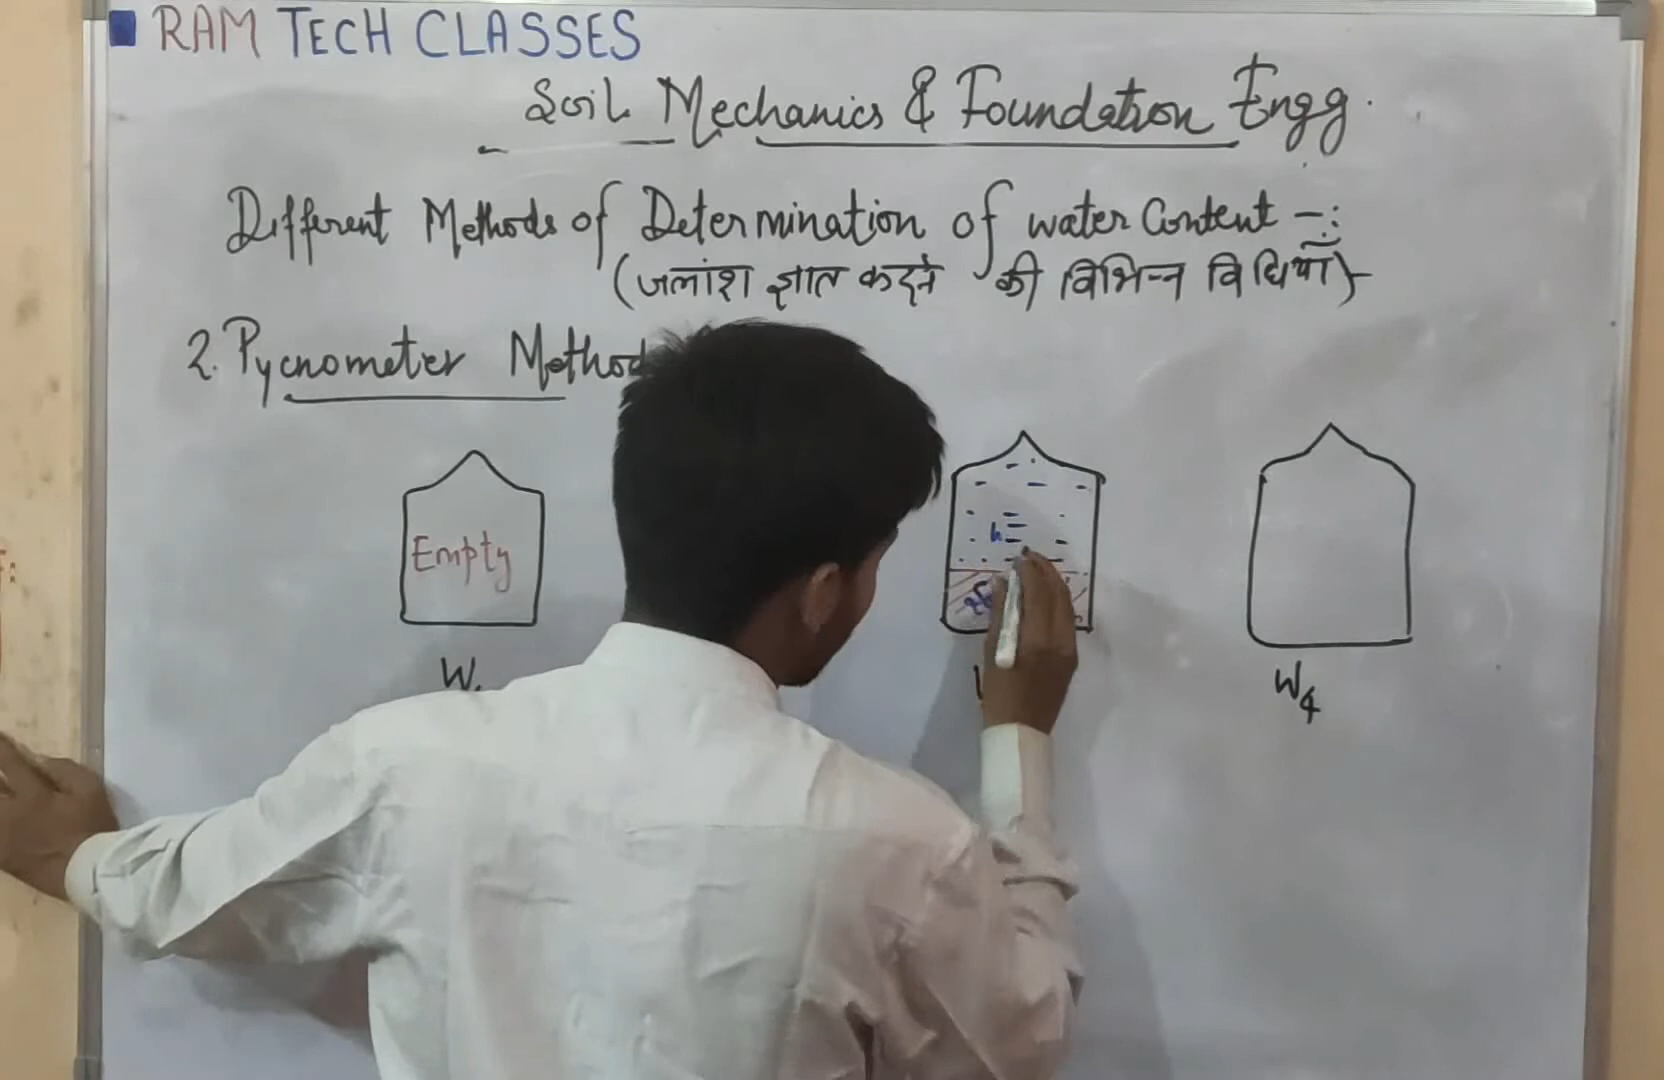 RAM TECH CLASSES
Soil Mechanics & Foundation Engg.
Different Methods of Determination of water Content -:
(जलांश ज्ञात करने की विभिन्न विधियाँ)-
2. Pycnometer Method
Empty
W4